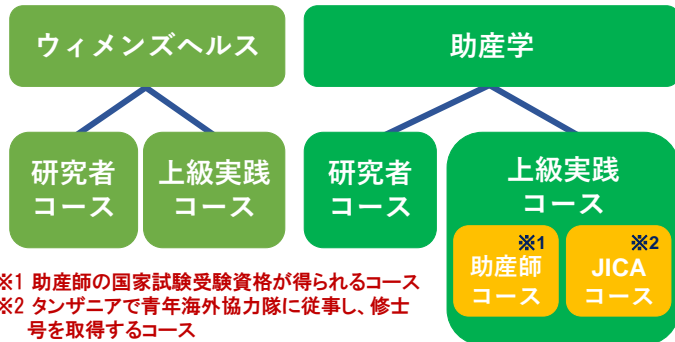 ウィメンズヘルス
助産学
研究者
コース
上級実践
コース
研究者
コース
上級実践
コース
※1
助産師
コース
※2
JICA
コース
※1 助産師の国家試験受験資格が得られるコース
※2 タンザニアで青年海外協力隊に従事し、修士
号を取得するコース